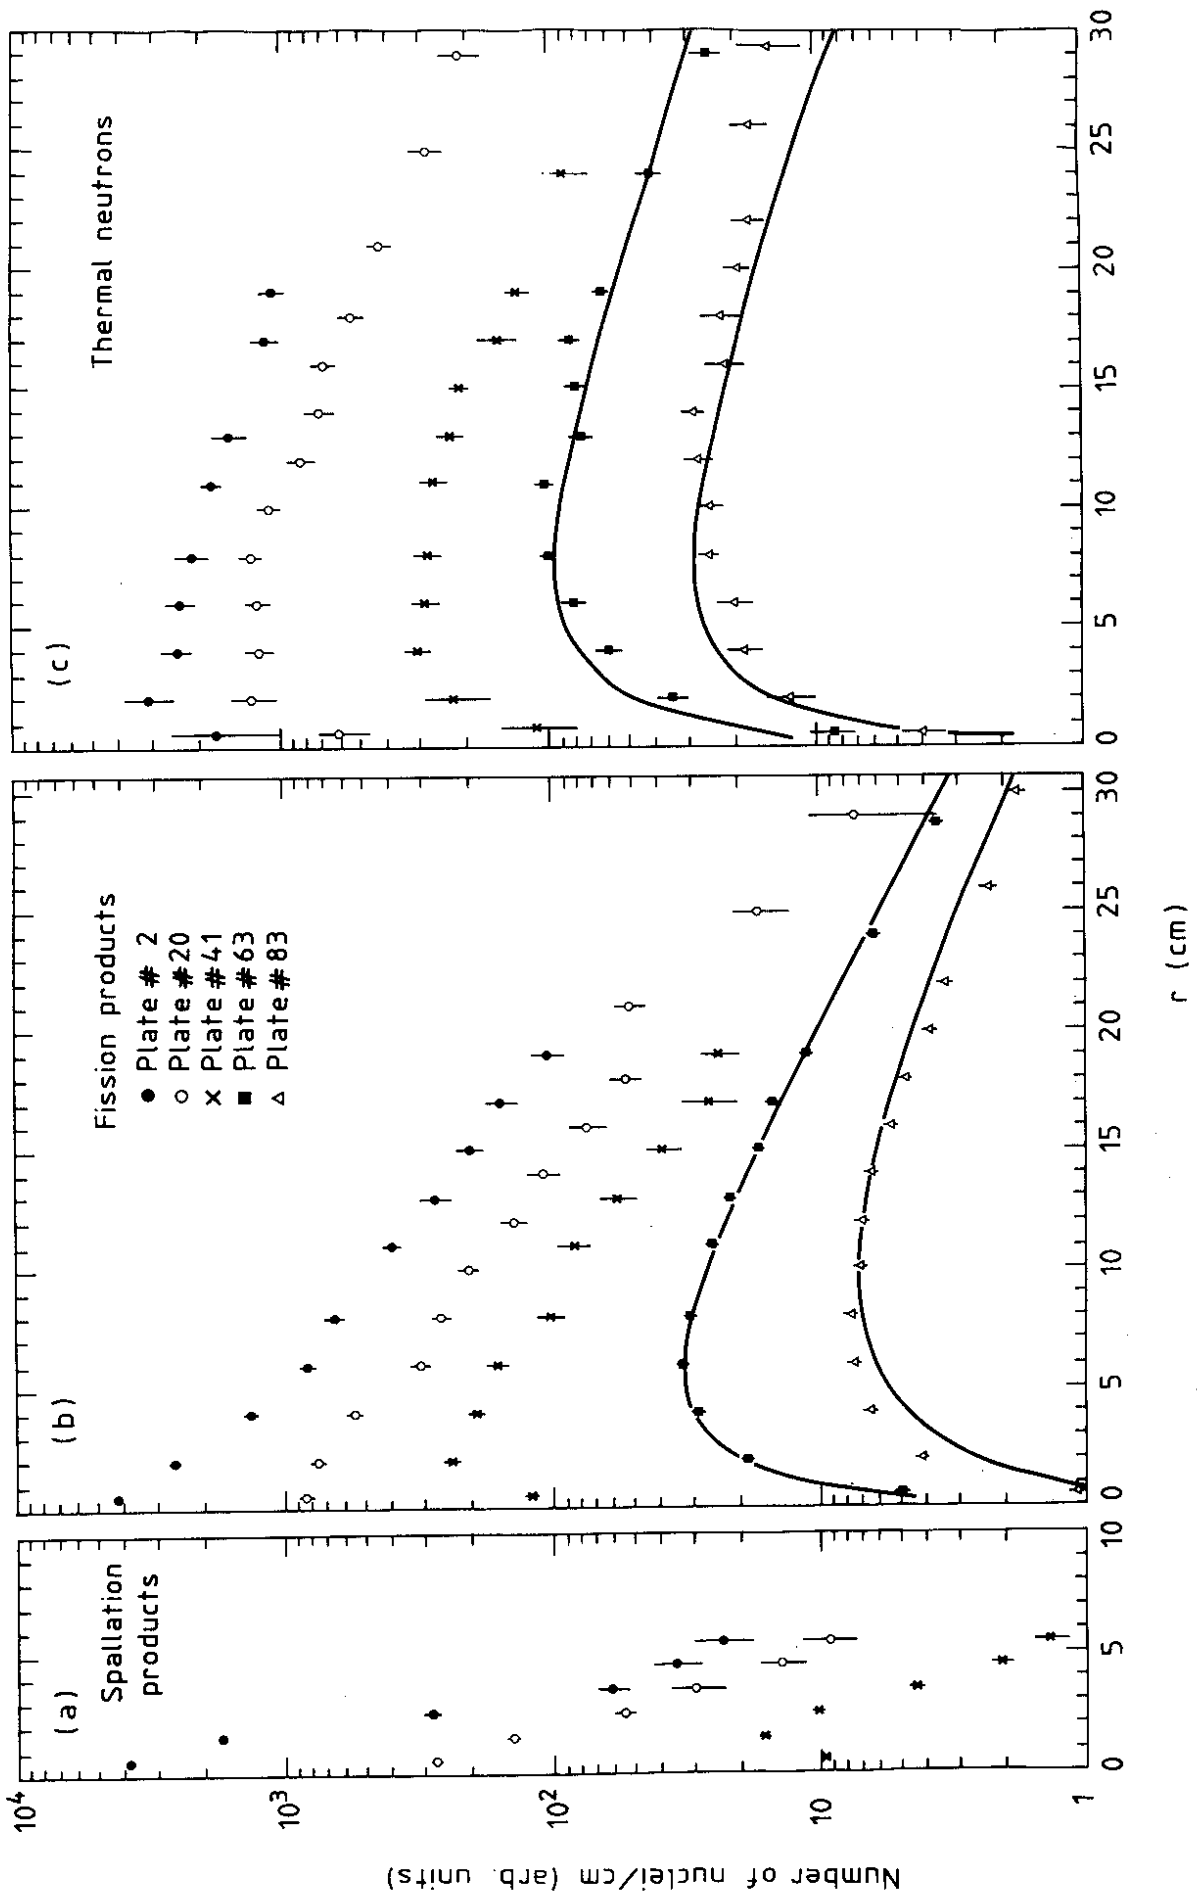 Number of nuclei/cm (arb. units)
10⁴
10³
10²
10
1
(a)
Spallation
products
0
5
10
(b)
Fission products
● Plate # 2
○ Plate #20
× Plate #41
■ Plate #63
△ Plate #83
0
5
10
15
20
25
30
(c)
Thermal neutrons
0
5
10
15
20
25
30
r (cm)